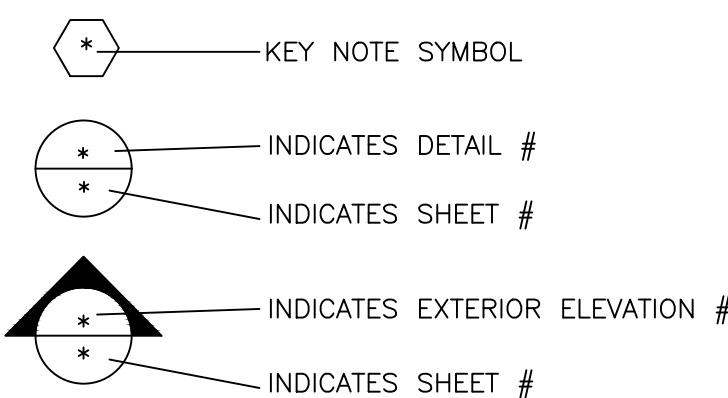 *
KEY NOTE SYMBOL
*
INDICATES DETAIL #
*
INDICATES SHEET #
*
INDICATES EXTERIOR ELEVATION #
*
INDICATES SHEET #